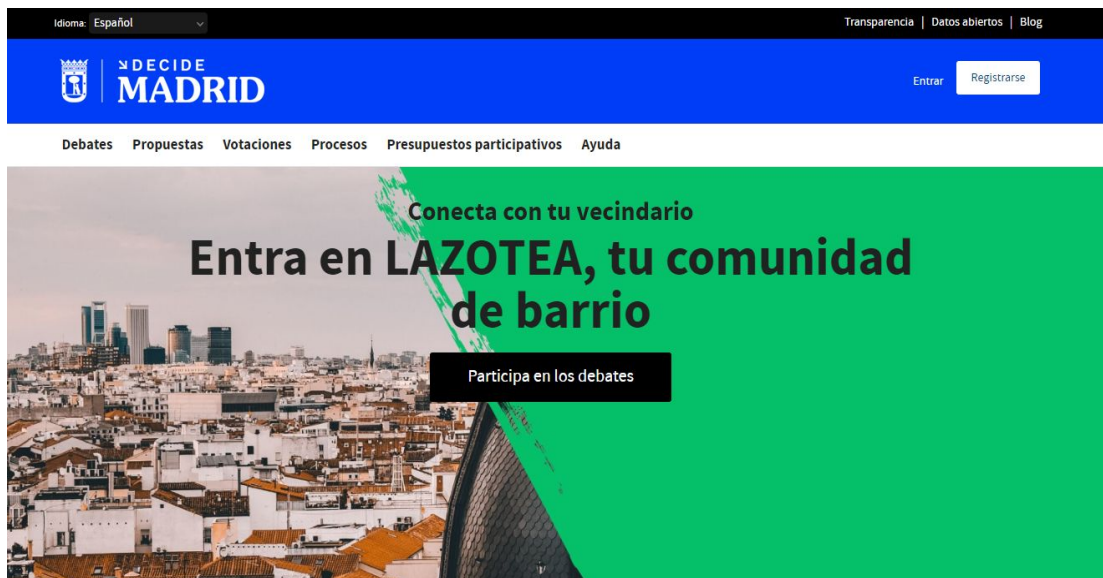 Idioma: Español
Transparencia | Datos abiertos | Blog
DECIDE
MADRID
Entrar
Registrarse
Debates Propuestas Votaciones Procesos Presupuestos participativos Ayuda
Conecta con tu vecindario
Entra en LAZOTEA, tu comunidad
de barrio
Participa en los debates